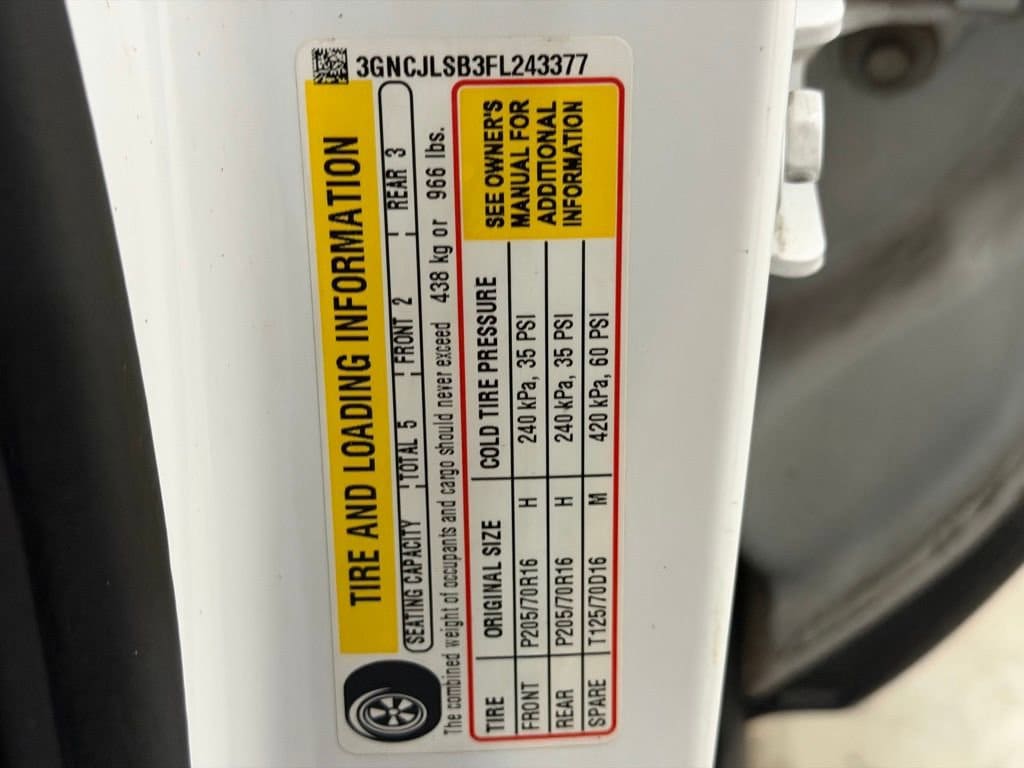 3GNCJLSB3FL243377
TIRE AND LOADING INFORMATION
SEATING CAPACITY TOTAL 5 FRONT 2 REAR 3
The combined weight of occupants and cargo should never exceed 438 kg or 966 lbs.
TIRE ORIGINAL SIZE COLD TIRE PRESSURE
FRONT P205/70R16 H 240 kPa, 35 PSI
REAR P205/70R16 H 240 kPa, 35 PSI
SPARE T125/70D16 M 420 kPa, 60 PSI
SEE OWNER'S
MANUAL FOR
ADDITIONAL
INFORMATION